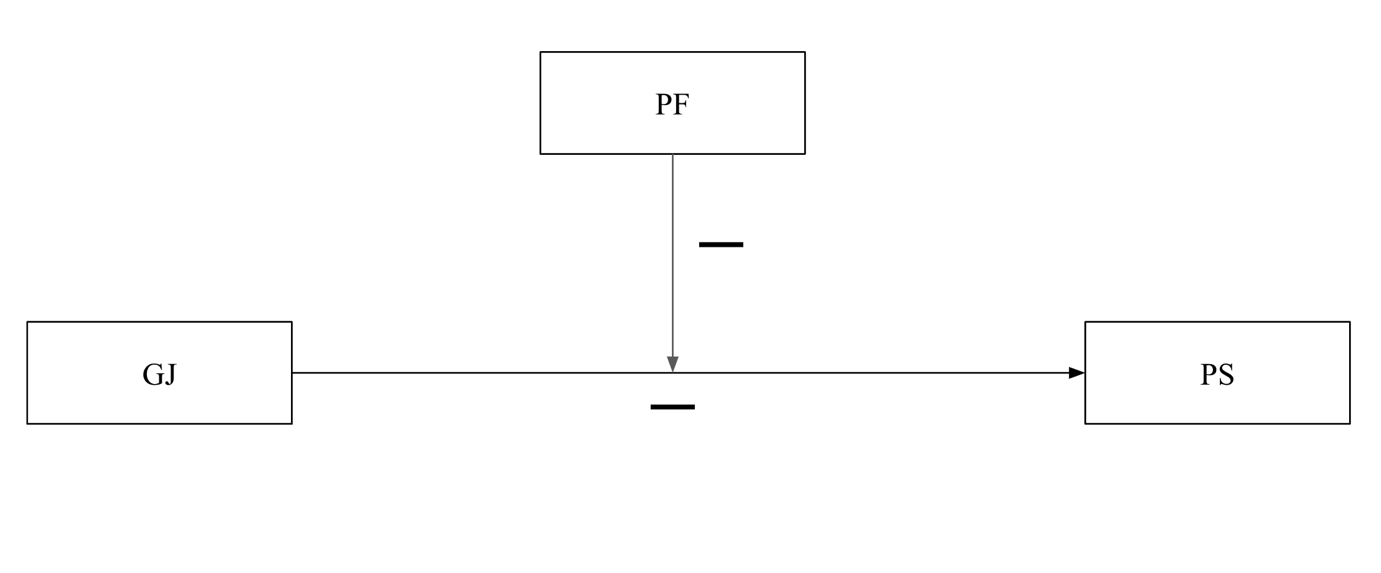 PF
—
GJ
PS
—